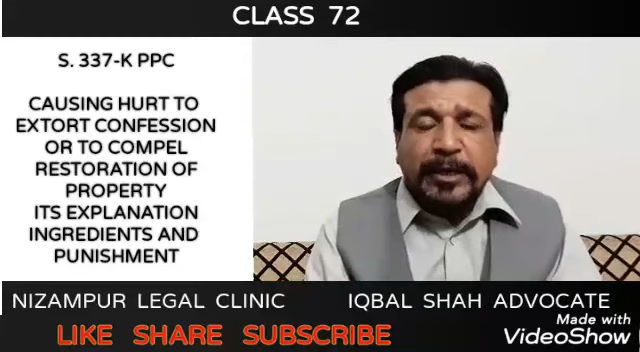 CLASS 72
S. 337-K PPC
CAUSING HURT TO
EXTORT CONFESSION
OR TO COMPEL
RESTORATION OF
PROPERTY
ITS EXPLANATION
INGREDIENTS AND
PUNISHMENT
NIZAMPUR LEGAL CLINIC IQBAL SHAH ADVOCATE
LIKE SHARE SUBSCRIBE
Made with
VideoShow